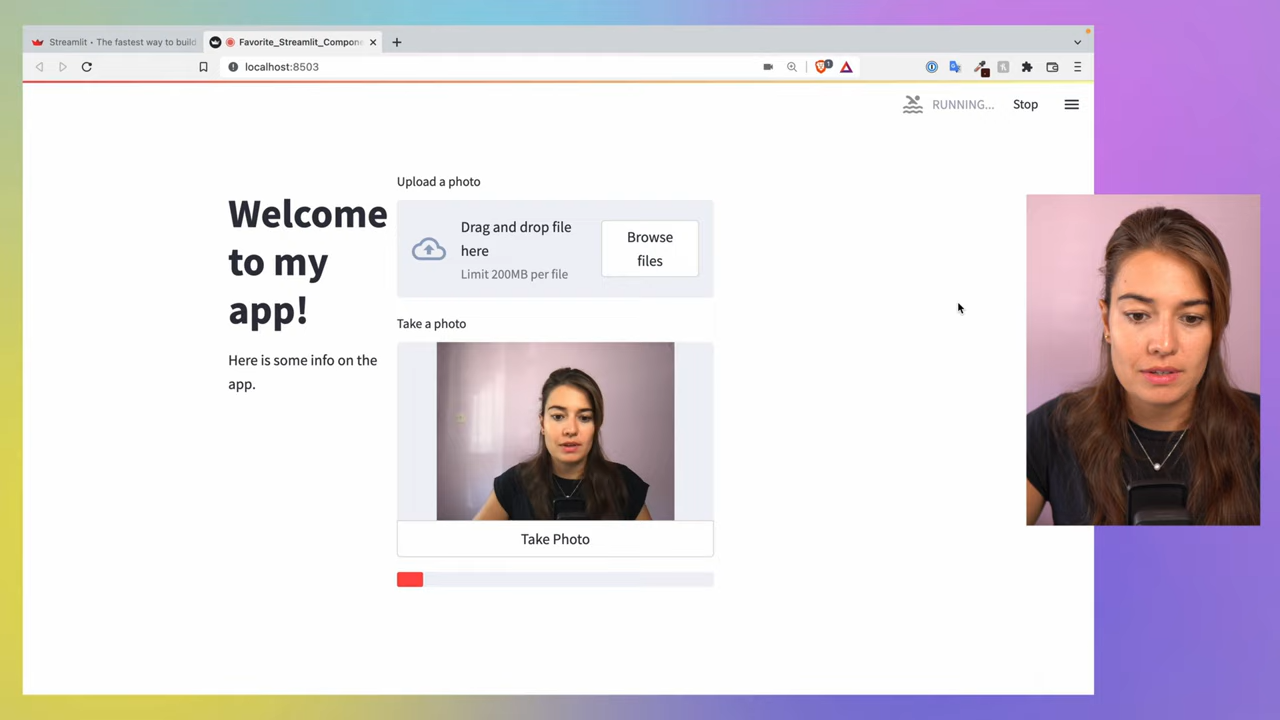 Streamlit • The fastest way to build
Favorite_Streamlit_Compone
localhost:8503
1
RUNNING...
Stop
Upload a photo
Welcome
to my
app!
Drag and drop file
here
Limit 200MB per file
Browse
files
Here is some info on the
app.
Take a photo
Take Photo